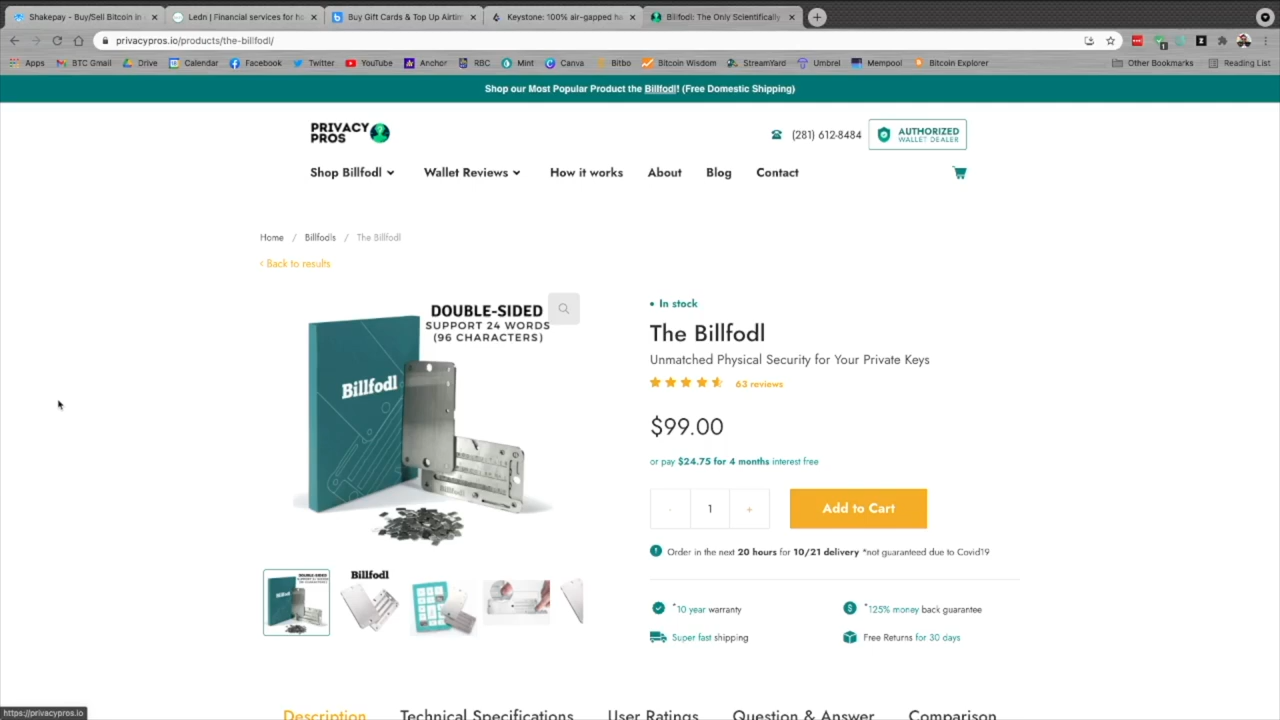 Shakepay - Buy/Sell Bitcoin in
Ledn | Financial services for ho
Buy Gift Cards & Top Up Airtim
Keystone: 100% air-gapped ha
Billfodl: The Only Scientifically
privacypros.io/products/the-billfodl/
Apps
BTC Gmail
Drive
Calendar
Facebook
Twitter
YouTube
Anchor
RBC
Mint
Canva
Bitbo
Bitcoin Wisdom
StreamYard
Umbrel
Mempool
Bitcoin Explorer
Other Bookmarks
Reading List
Shop our Most Popular Product the Billfodl! (Free Domestic Shipping)
PRIVACY
PROS
(281) 612-8484
AUTHORIZED
WALLET DEALER
Shop Billfodl
Wallet Reviews
How it works
About
Blog
Contact
Home / Billfodls / The Billfodl
‹ Back to results
DOUBLE-SIDED
SUPPORT 24 WORDS
(96 CHARACTERS)
Billfodl
• In stock
The Billfodl
Unmatched Physical Security for Your Private Keys
63 reviews
$99.00
or pay $24.75 for 4 months interest free
- 1 +
Add to Cart
Order in the next 20 hours for 10/21 delivery *not guaranteed due to Covid19
Billfodl
*10 year warranty
*125% money back guarantee
Super fast shipping
Free Returns for 30 days
https://privacypros.io
Description
Technical Specifications
User Ratings
Question & Answer
Comparison